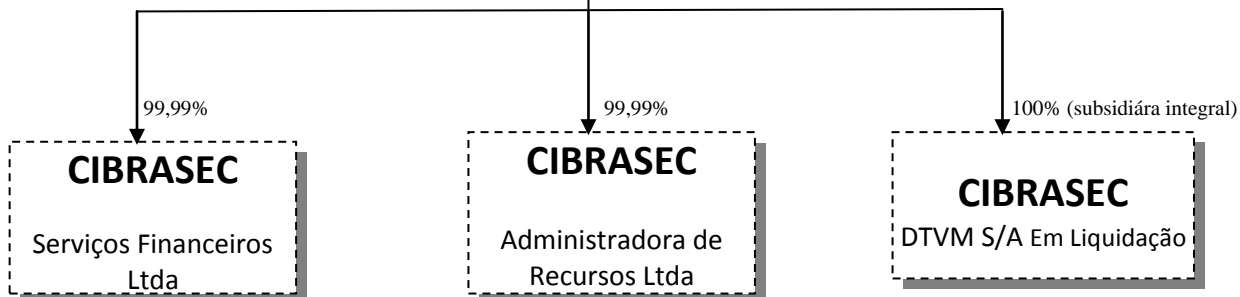 99,99%
99,99%
100% (subsidiára integral)
CIBRASEC
Serviços Financeiros
Ltda
CIBRASEC
Administradora de
Recursos Ltda
CIBRASEC
DTVM S/A Em Liquidação